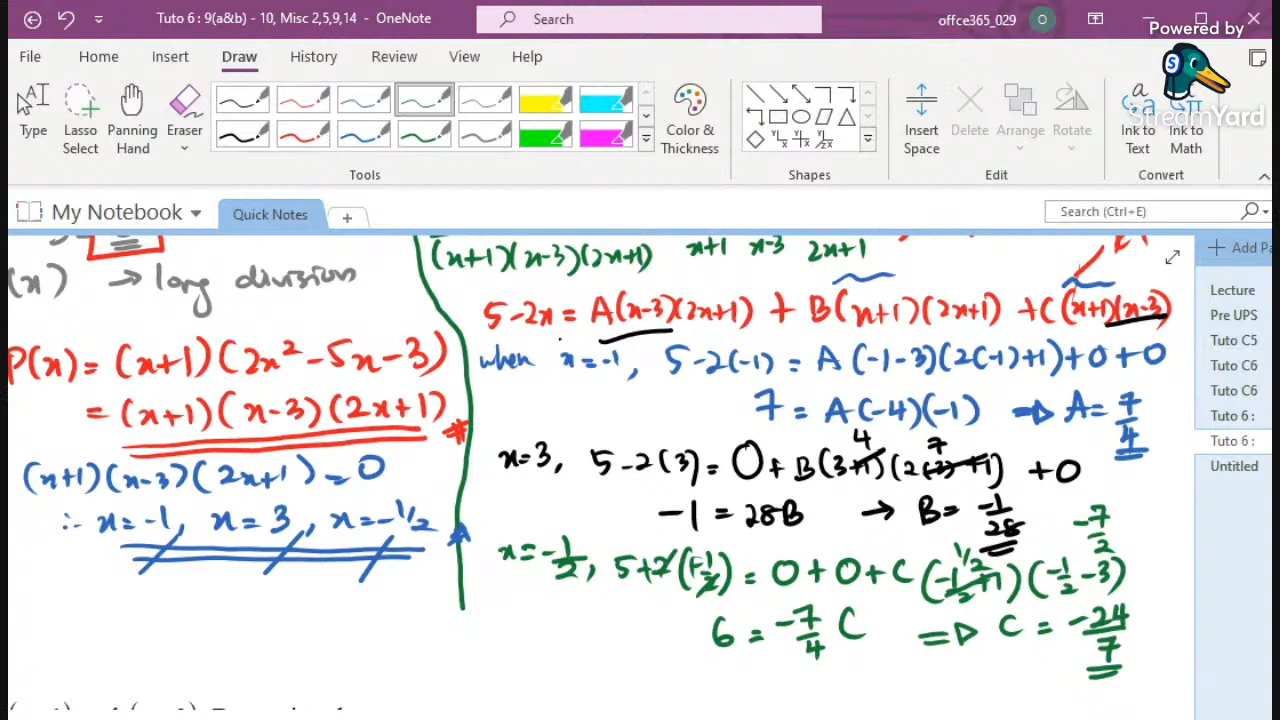 Tuto 6 : 9(a&b) - 10, Misc 2,5,9,14 - OneNote
Search
offce365_029
O
Powered by
StreamYard
File Home Insert Draw History Review View Help
Type
Lasso Select
Panning Hand
Eraser
Color & Thickness
Insert Space
Delete
Arrange
Rotate
Ink to Text
Ink to Math
Tools
Shapes
Edit
Convert
My Notebook
Quick Notes
Search (Ctrl+E)
Add Pa
Lecture
Pre UPS
Tuto C5
Tuto C6
Tuto C6
Tuto 6 :
Tuto 6 :
Untitled
(x) → long division
P(x) = (x+1)(2x² - 5x - 3)
= (x+1)(x-3)(2x+1) #
(x+1)(x-3)(2x+1) = 0
∴ x = -1, x = 3, x = -1/2
(x+1)(x-3)(2x+1) x+1 x-3 2x+1
5-2x = A(x-3)(2x+1) + B(x+1)(2x+1) + C(x+1)(x-3)
when x=-1, 5-2(-1) = A(-1-3)(2(-1)+1)+0+0
7 = A(-4)(-1) ⇒ A = 7/4
4 7
x=3, 5-2(3) = 0 + B(3+1)(2(3)+1) + 0
-1 = 28B → B = -1/28
1/2 -7/2
x=-1/2, 5+2(+1/2) = 0+0+C(-1/2+1)(-1/2-3)
6 = -7/4 C ⇒ C = -24/7